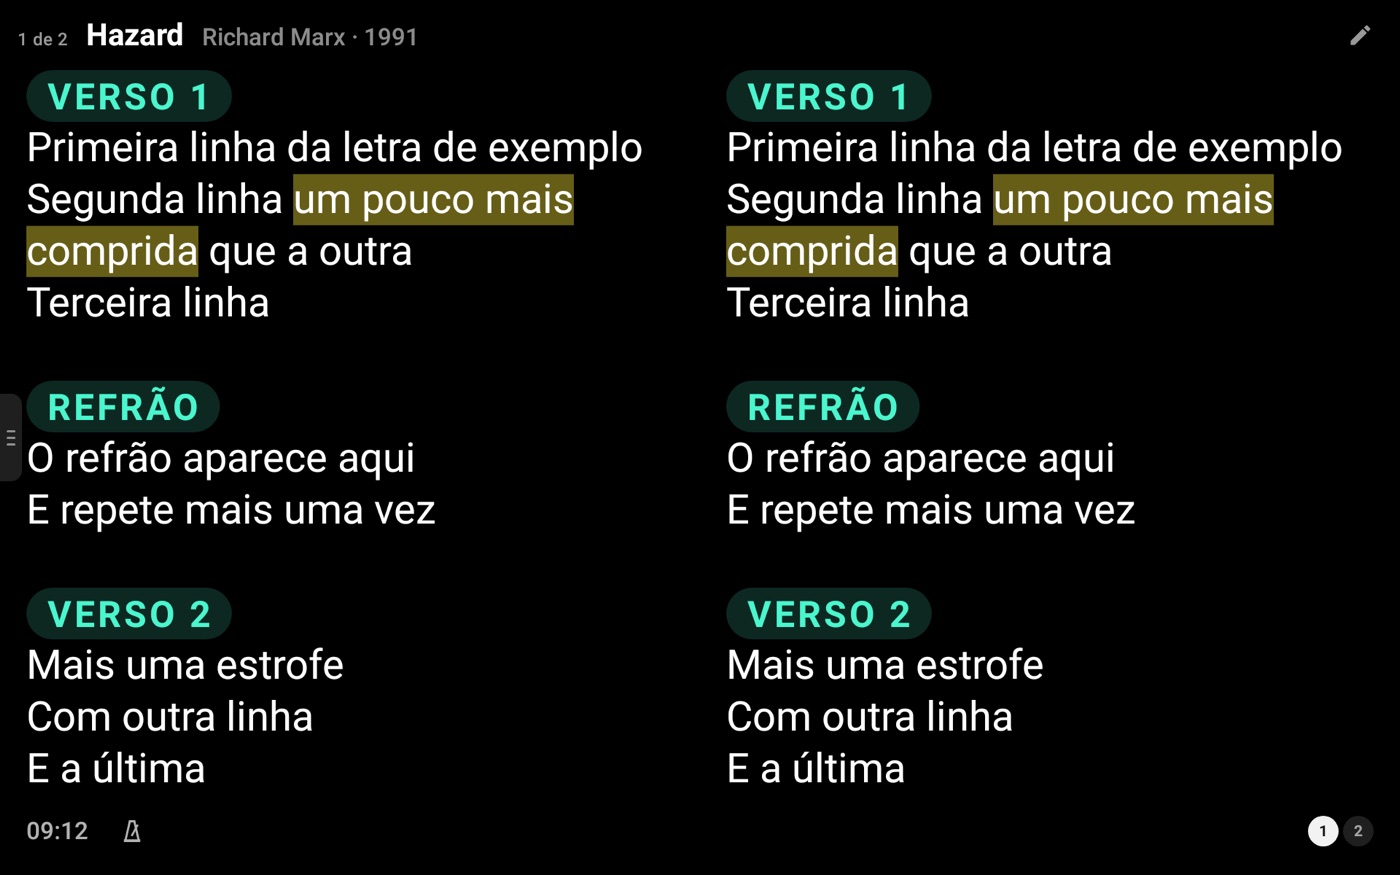 1 de 2 Hazard Richard Marx · 1991
VERSO 1
Primeira linha da letra de exemplo
Segunda linha um pouco mais
comprida que a outra
Terceira linha
REFRÃO
O refrão aparece aqui
E repete mais uma vez
VERSO 2
Mais uma estrofe
Com outra linha
E a última
VERSO 1
Primeira linha da letra de exemplo
Segunda linha um pouco mais
comprida que a outra
Terceira linha
REFRÃO
O refrão aparece aqui
E repete mais uma vez
VERSO 2
Mais uma estrofe
Com outra linha
E a última
09:12
1 2